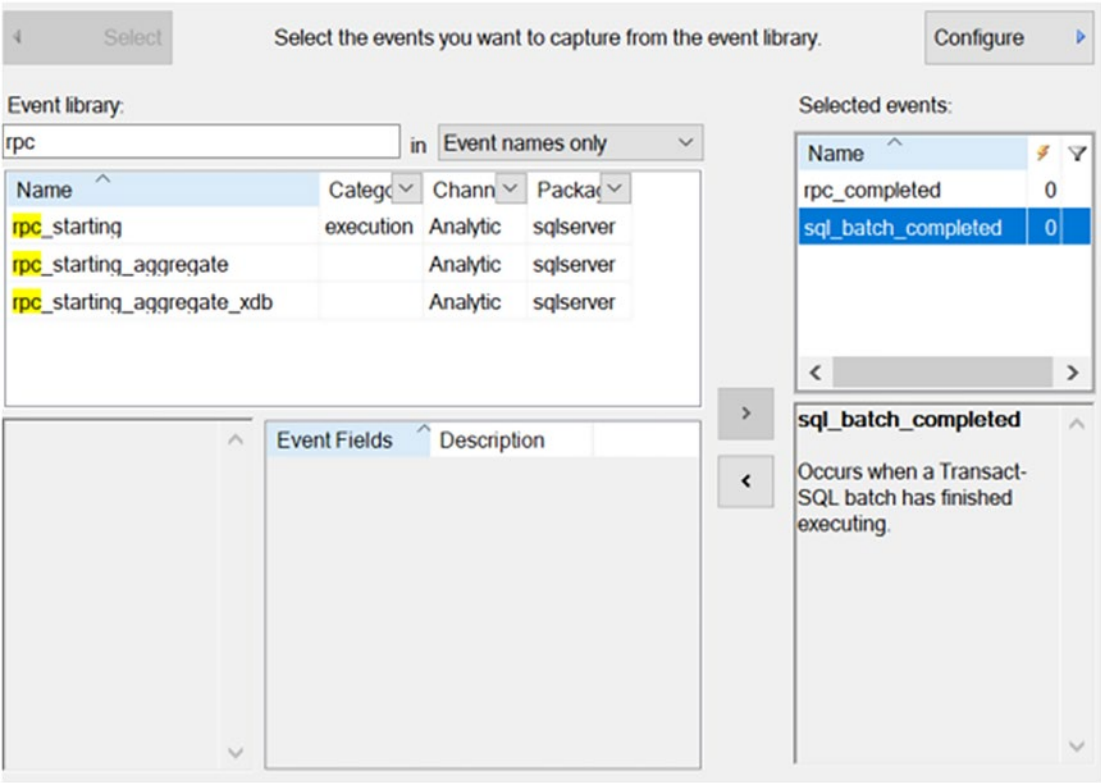 Select
Select the events you want to capture from the event library.
Configure
Event library:
rpc
in
Event names only
Name Catego Chann Packag
rpc_starting execution Analytic sqlserver
rpc_starting_aggregate Analytic sqlserver
rpc_starting_aggregate_xdb Analytic sqlserver
Event Fields Description
Selected events:
Name
rpc_completed 0
sql_batch_completed 0
sql_batch_completed
Occurs when a Transact-
SQL batch has finished
executing.